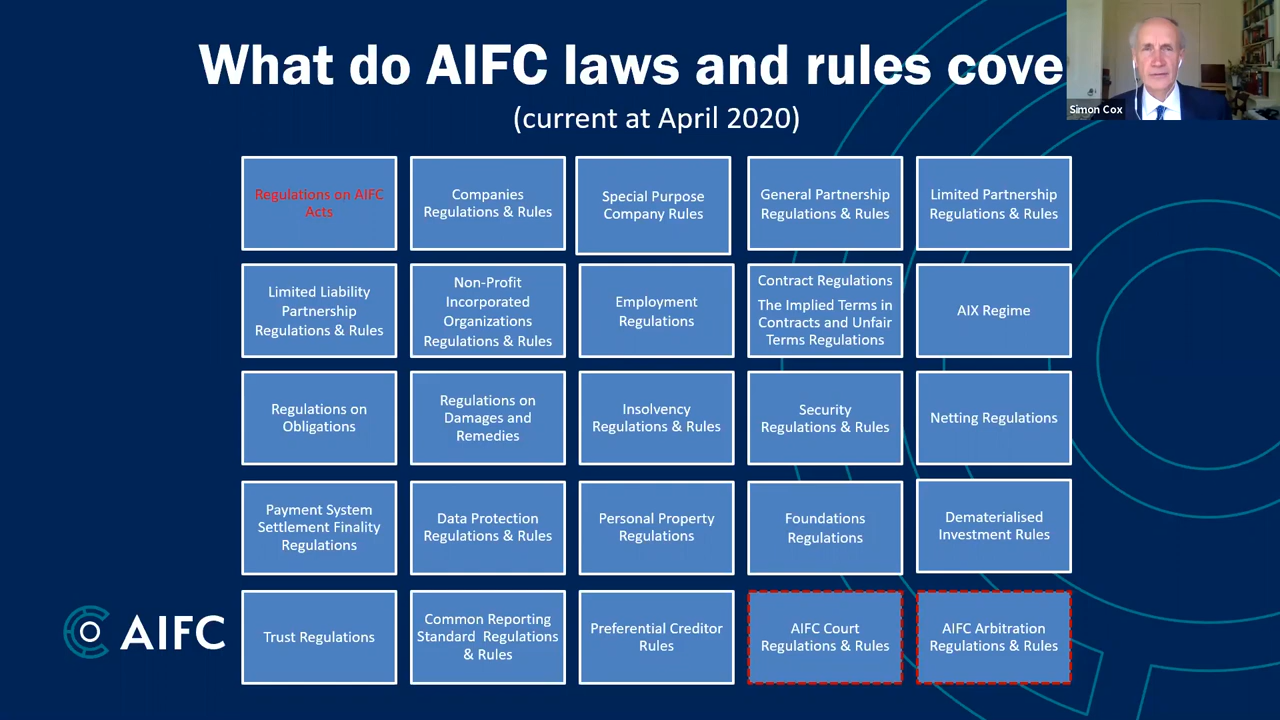 What do AIFC laws and rules cove
(current at April 2020)
Simon Cox
Regulations on AIFC
Acts
Companies
Regulations & Rules
Special Purpose
Company Rules
General Partnership
Regulations & Rules
Limited Partnership
Regulations & Rules
Limited Liability
Partnership
Regulations & Rules
Non-Profit
Incorporated
Organizations
Regulations & Rules
Employment
Regulations
Contract Regulations
The Implied Terms in
Contracts and Unfair
Terms Regulations
AIX Regime
Regulations on
Obligations
Regulations on
Damages and
Remedies
Insolvency
Regulations & Rules
Security
Regulations & Rules
Netting Regulations
Payment System
Settlement Finality
Regulations
Data Protection
Regulations & Rules
Personal Property
Regulations
Foundations
Regulations
Dematerialised
Investment Rules
AIFC
Trust Regulations
Common Reporting
Standard Regulations
& Rules
Preferential Creditor
Rules
AIFC Court
Regulations & Rules
AIFC Arbitration
Regulations & Rules